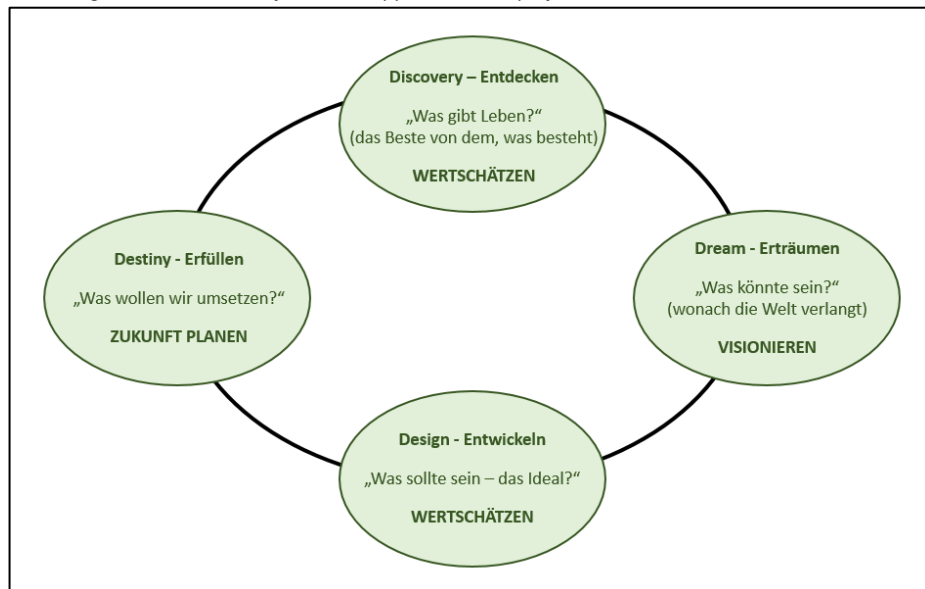 Discovery – Entdecken
„Was gibt Leben?“
(das Beste von dem, was besteht)
WERTSCHÄTZEN
Dream - Erträumen
„Was könnte sein?“
(wonach die Welt verlangt)
VISIONIEREN
Design - Entwickeln
„Was sollte sein – das Ideal?“
WERTSCHÄTZEN
Destiny - Erfüllen
„Was wollen wir umsetzen?“
ZUKUNFT PLANEN